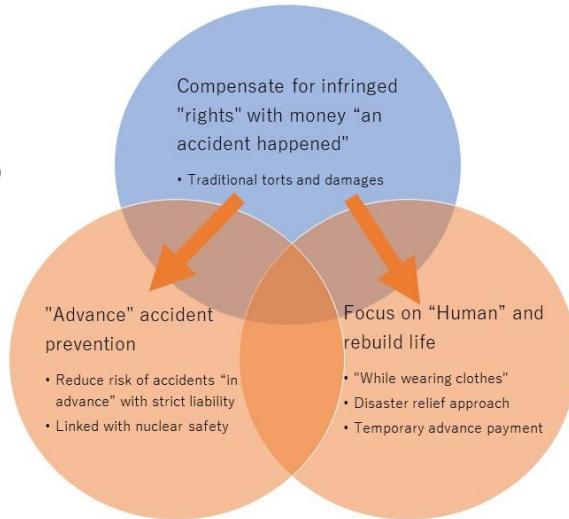 Compensate for infringed
"rights" with money “an
accident happened"
• Traditional torts and damages
"Advance" accident
prevention
• Reduce risk of accidents “in
advance” with strict liability
• Linked with nuclear safety
Focus on “Human” and
rebuild life
• "While wearing clothes"
• Disaster relief approach
• Temporary advance payment